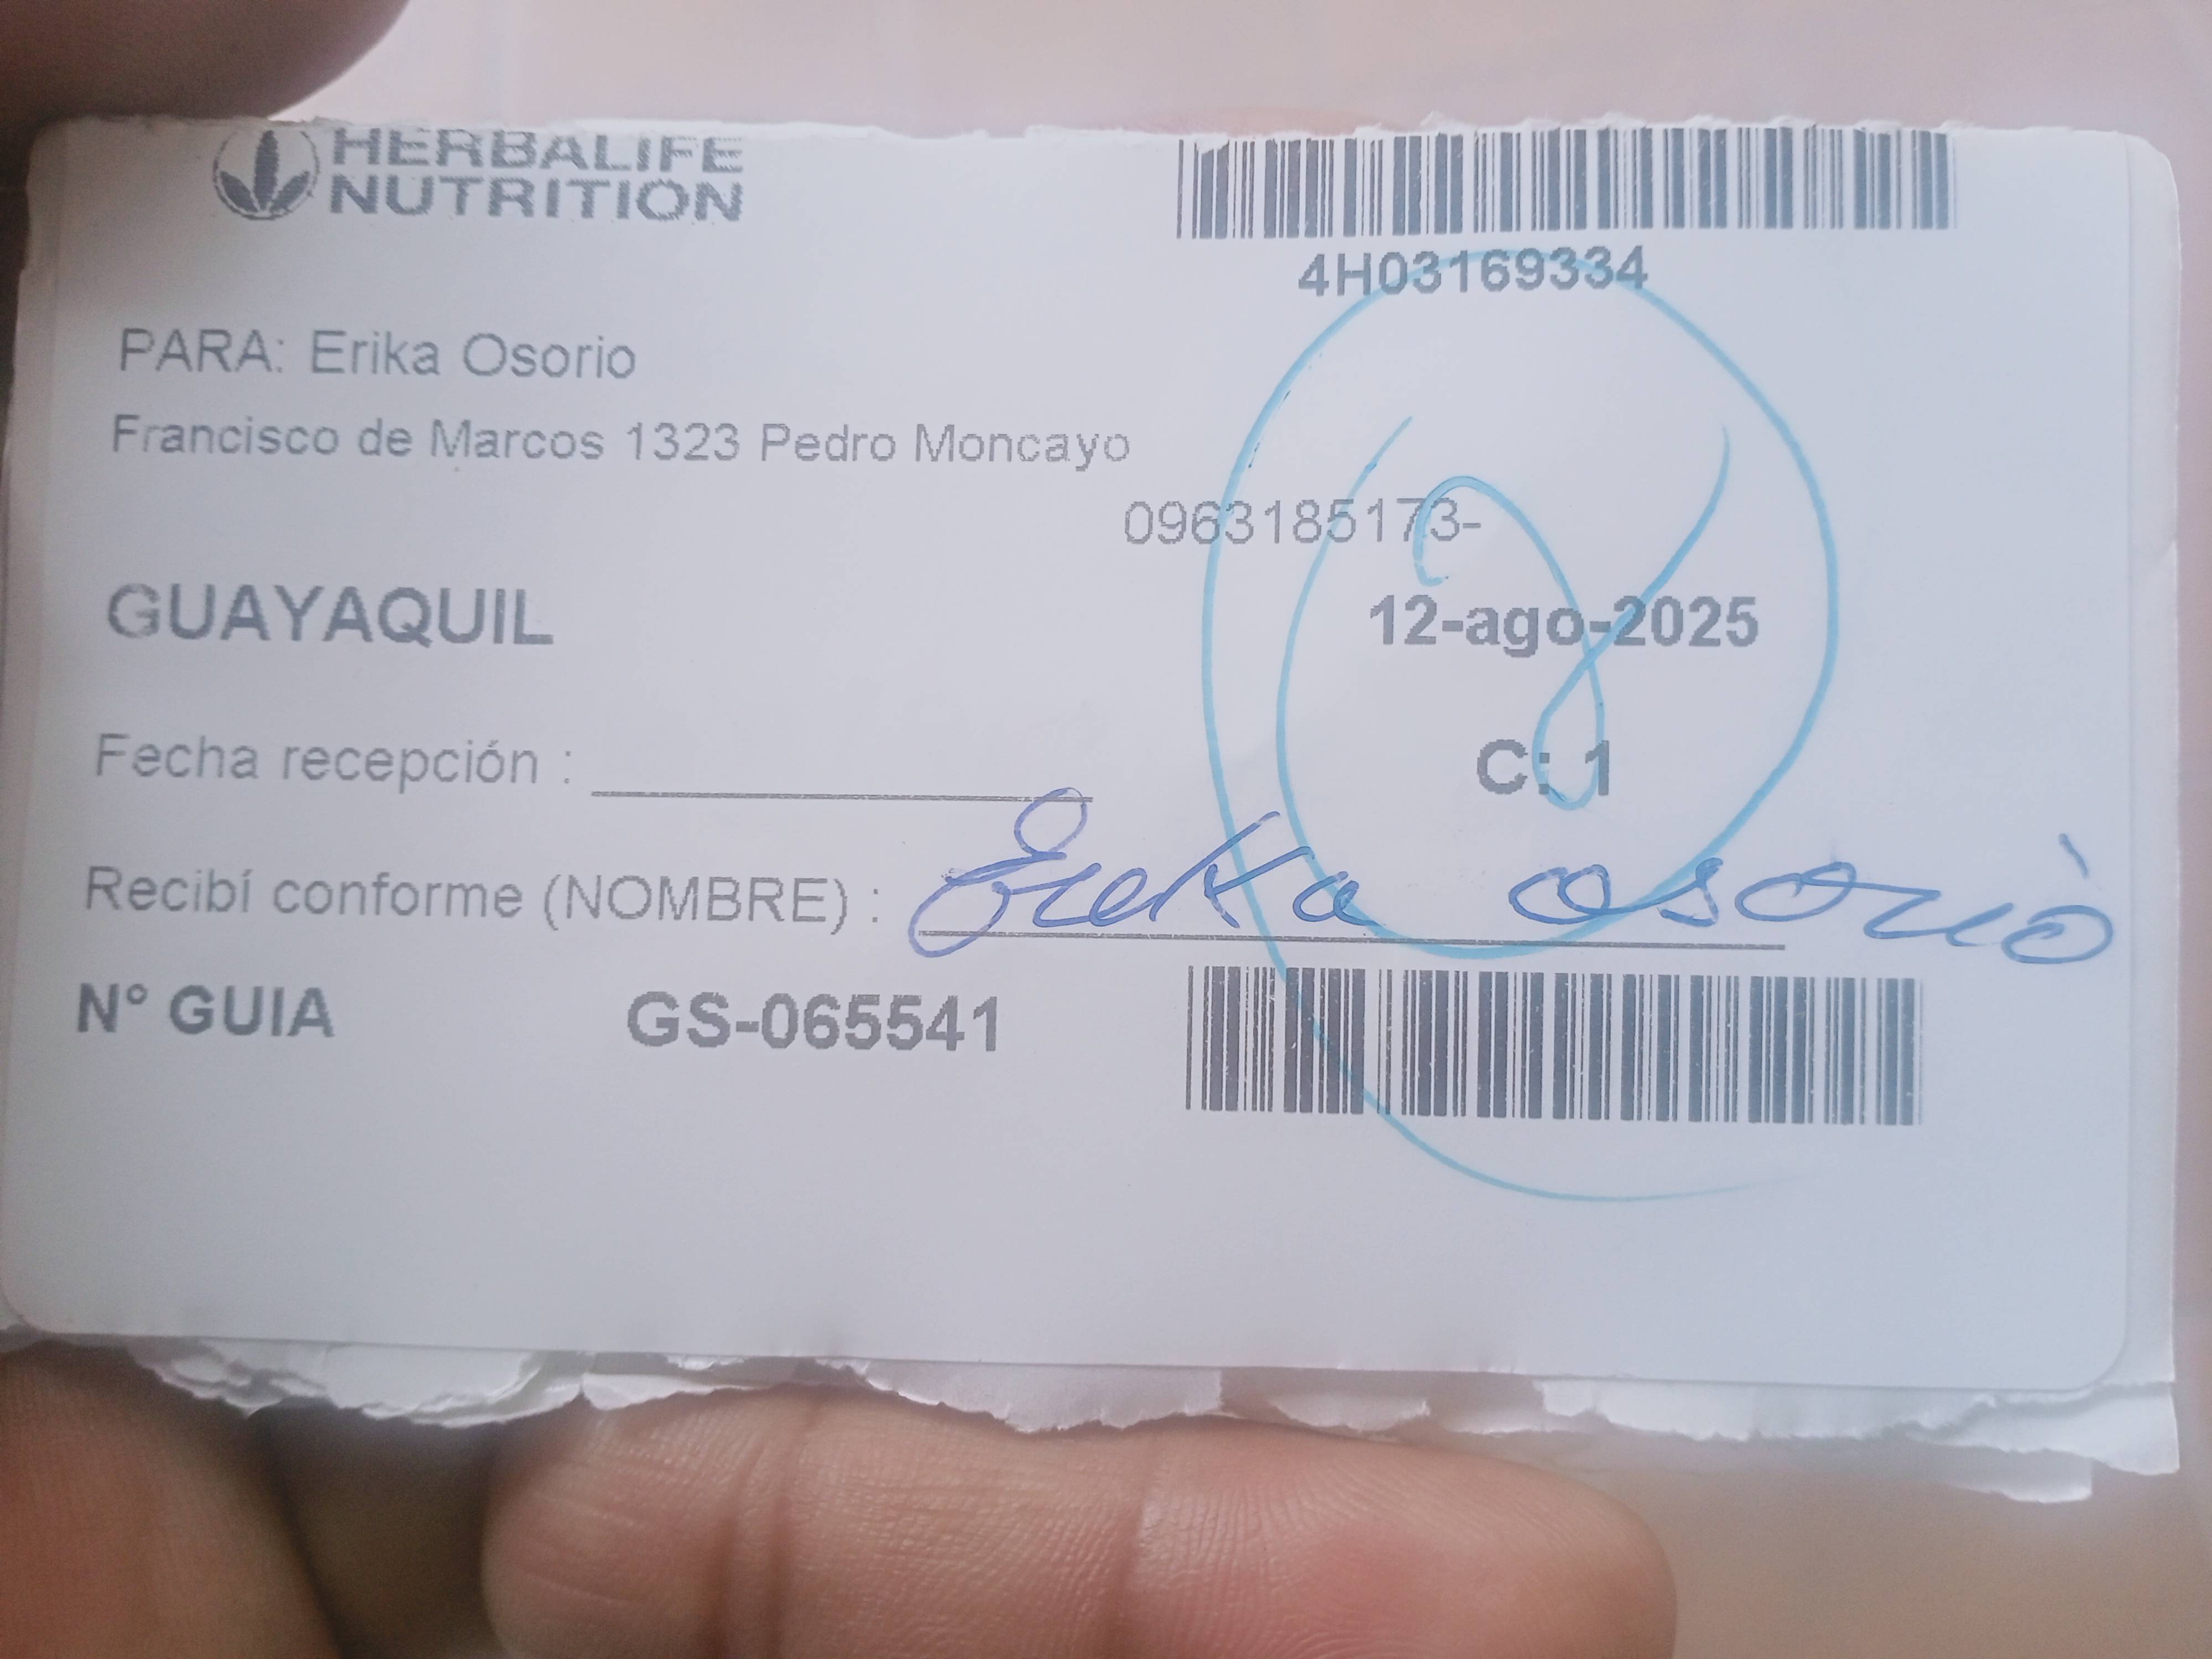 HERBALIFE
NUTRITION
4H03169334
PARA: Erika Osorio
Francisco de Marcos 1323 Pedro Moncayo
0963185173-
GUAYAQUIL
12-ago-2025
Fecha recepción :
C: 1
Recibí conforme (NOMBRE) : Erika Osorio
N° GUIA GS-065541